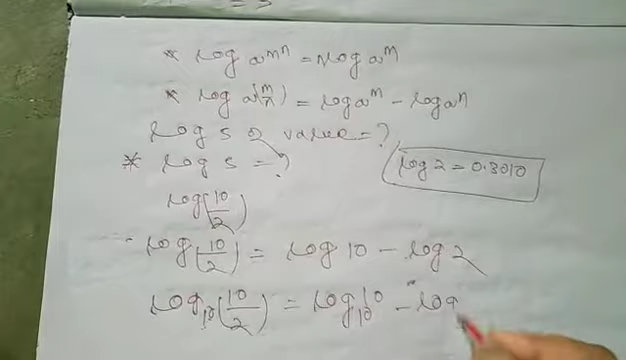 * log a^mn = n log a^m
* log a(m/n) = log a^m - log a^n
log 5 value = ?
* log 5 = ?
log 2 = 0.3010
log(10/2)
log(10/2) = log 10 - log 2
log₁₀(10/2) = log₁₀ 10 - log